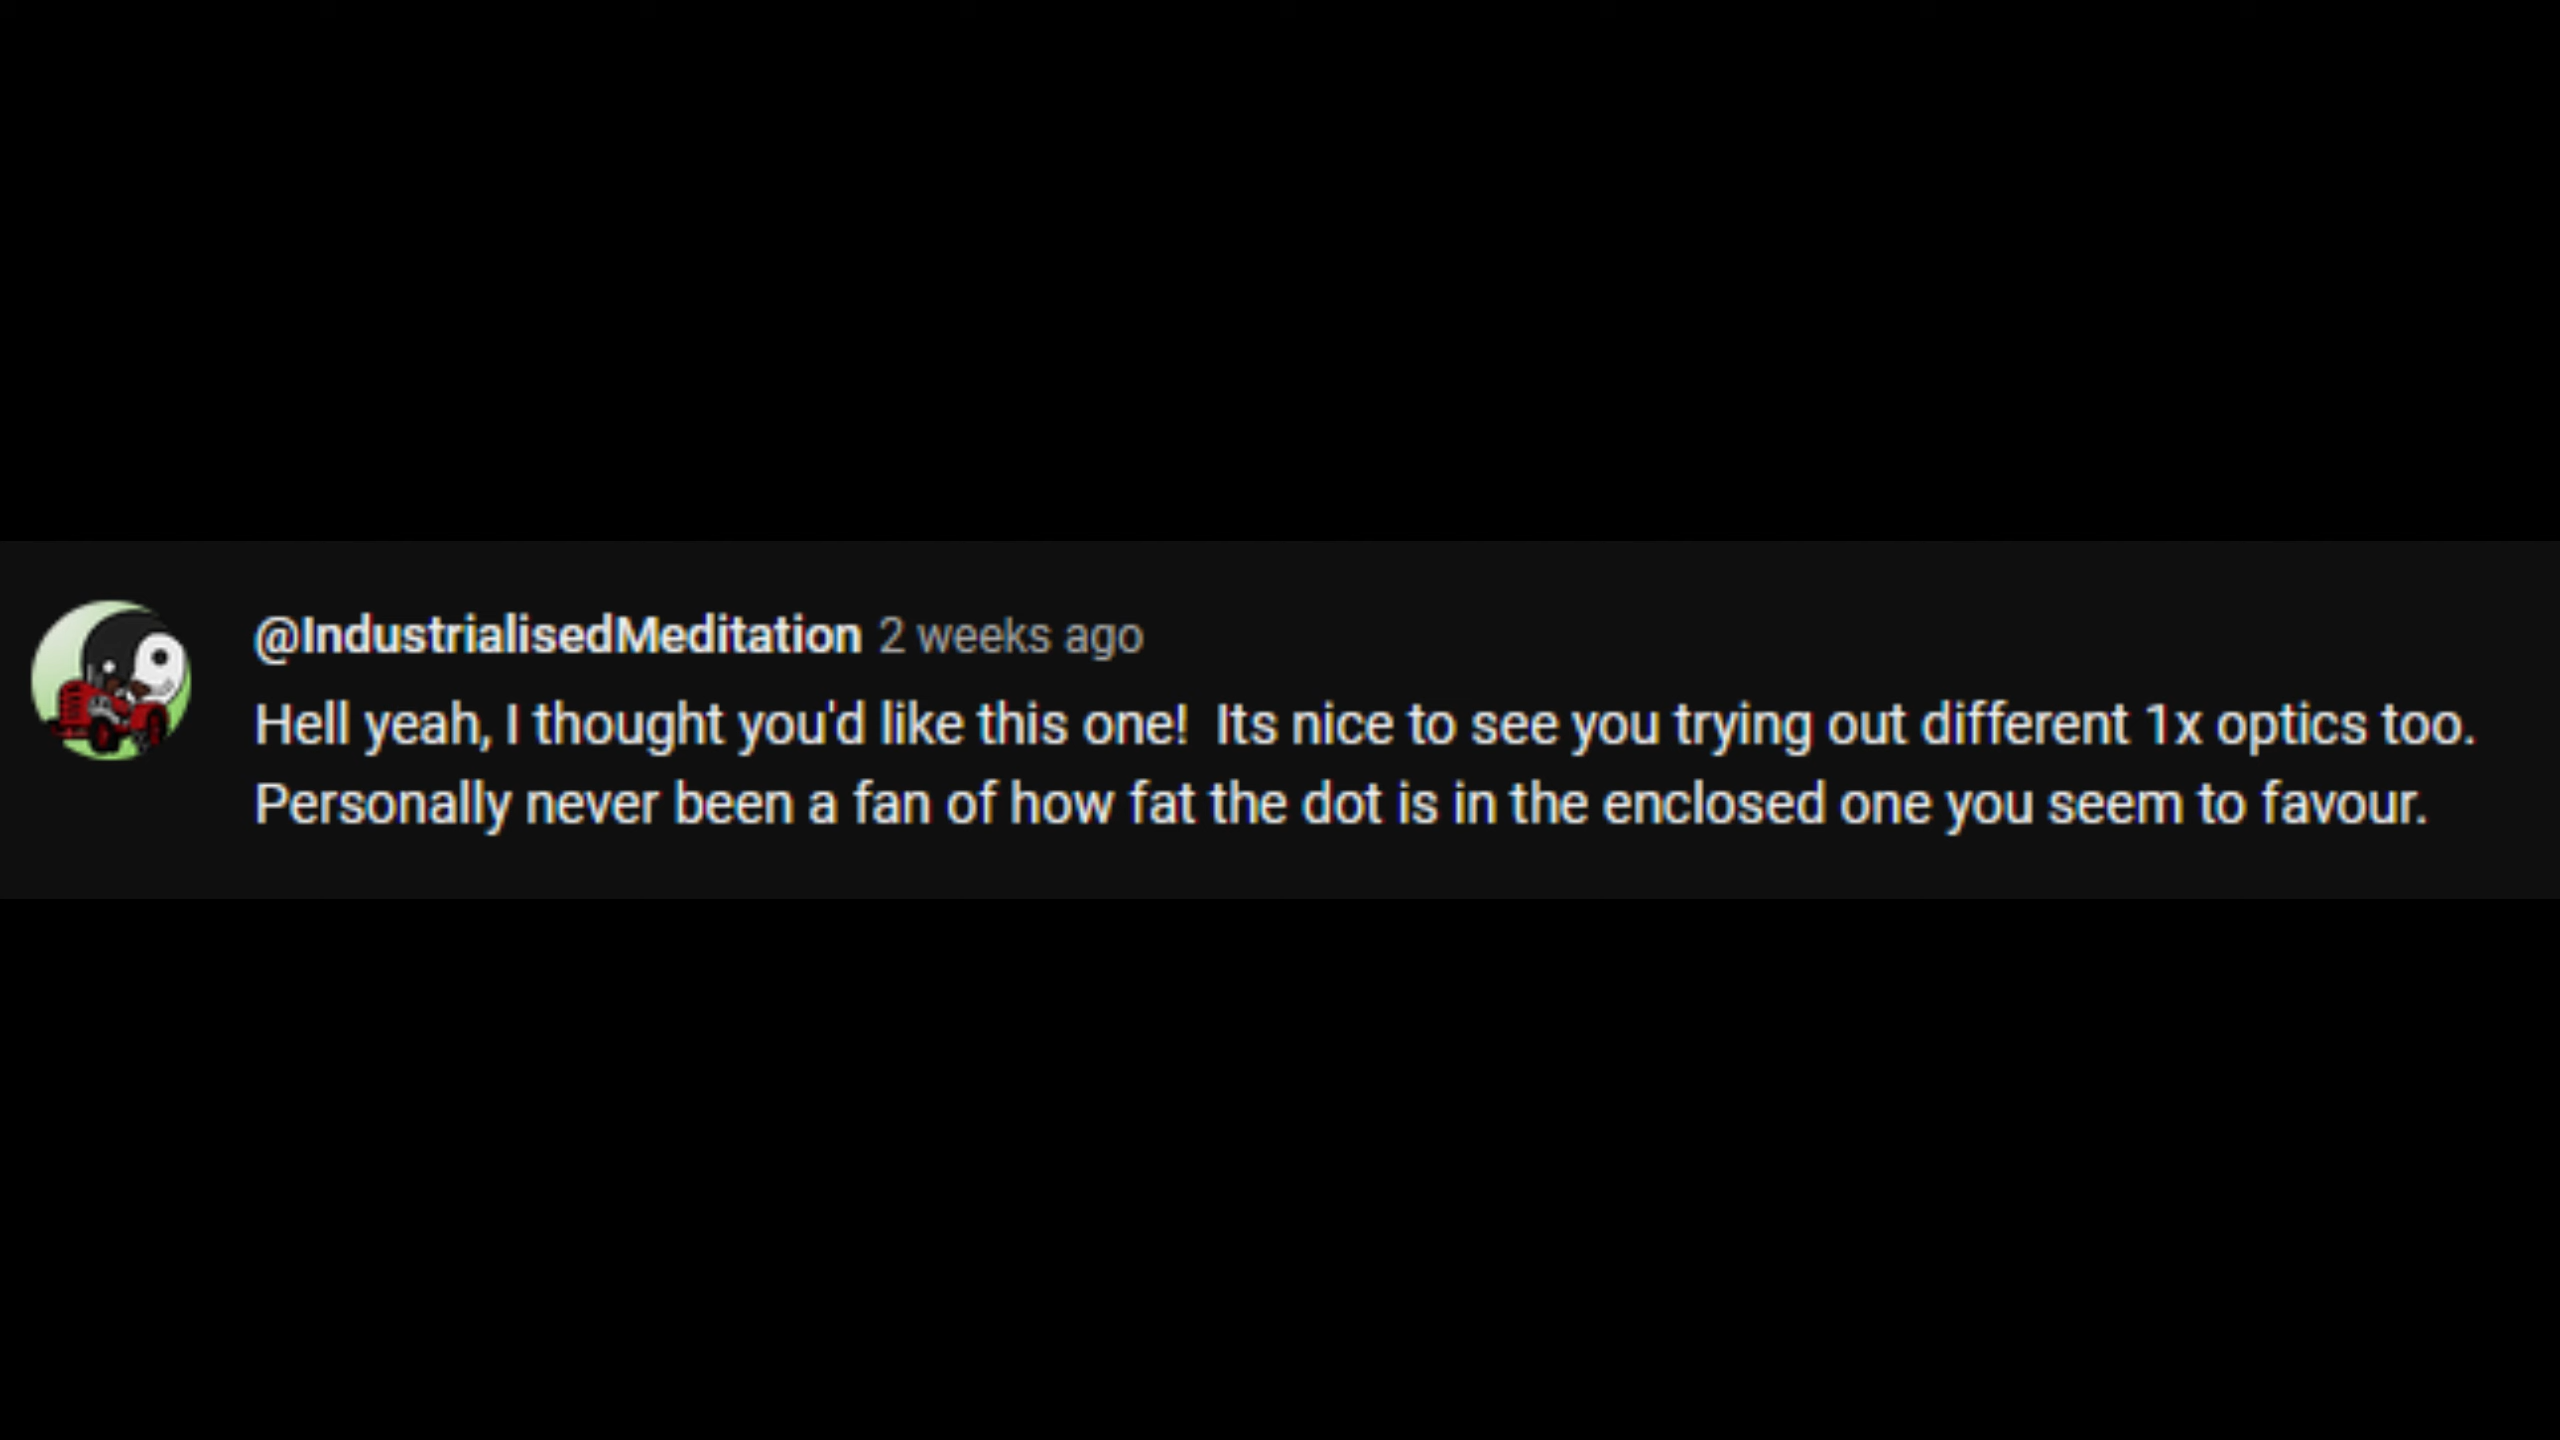 @IndustrialisedMeditation 2 weeks ago
Hell yeah, I thought you'd like this one!  Its nice to see you trying out different 1x optics too.
Personally never been a fan of how fat the dot is in the enclosed one you seem to favour.